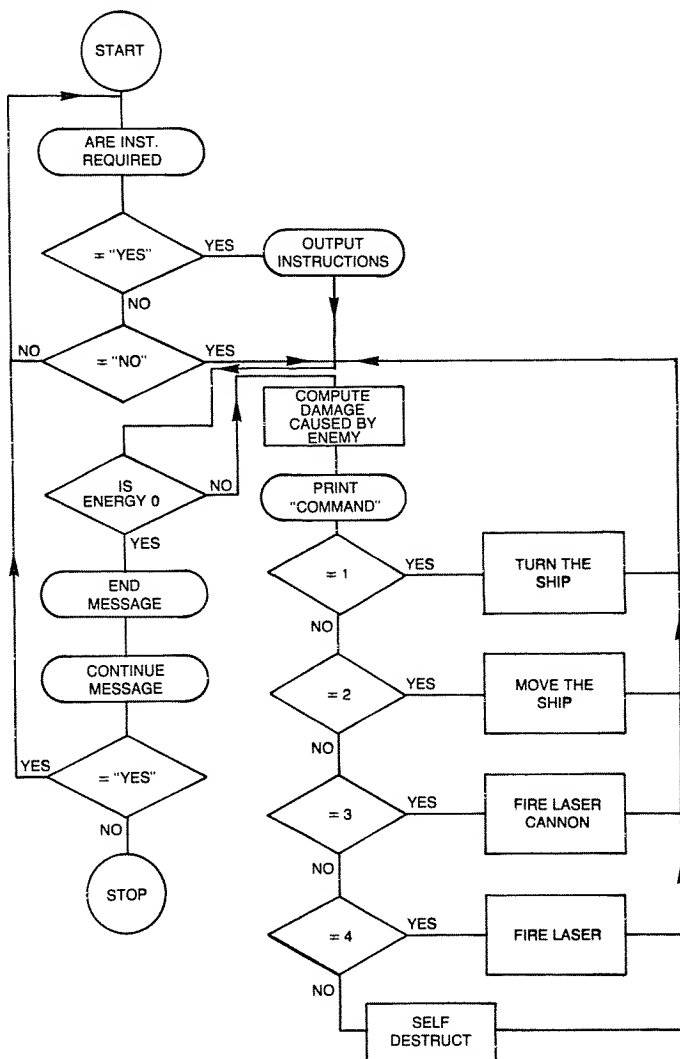 START
ARE INST.
REQUIRED
= "YES"
YES
NO
OUTPUT
INSTRUCTIONS
= "NO"
NO
YES
COMPUTE
DAMAGE
CAUSED BY
ENEMY
IS
ENERGY 0
NO
YES
PRINT
"COMMAND"
END
MESSAGE
CONTINUE
MESSAGE
= "YES"
YES
NO
STOP
= 1
YES
NO
TURN THE
SHIP
= 2
YES
NO
MOVE THE
SHIP
= 3
YES
NO
FIRE LASER
CANNON
= 4
YES
NO
FIRE LASER
SELF
DESTRUCT